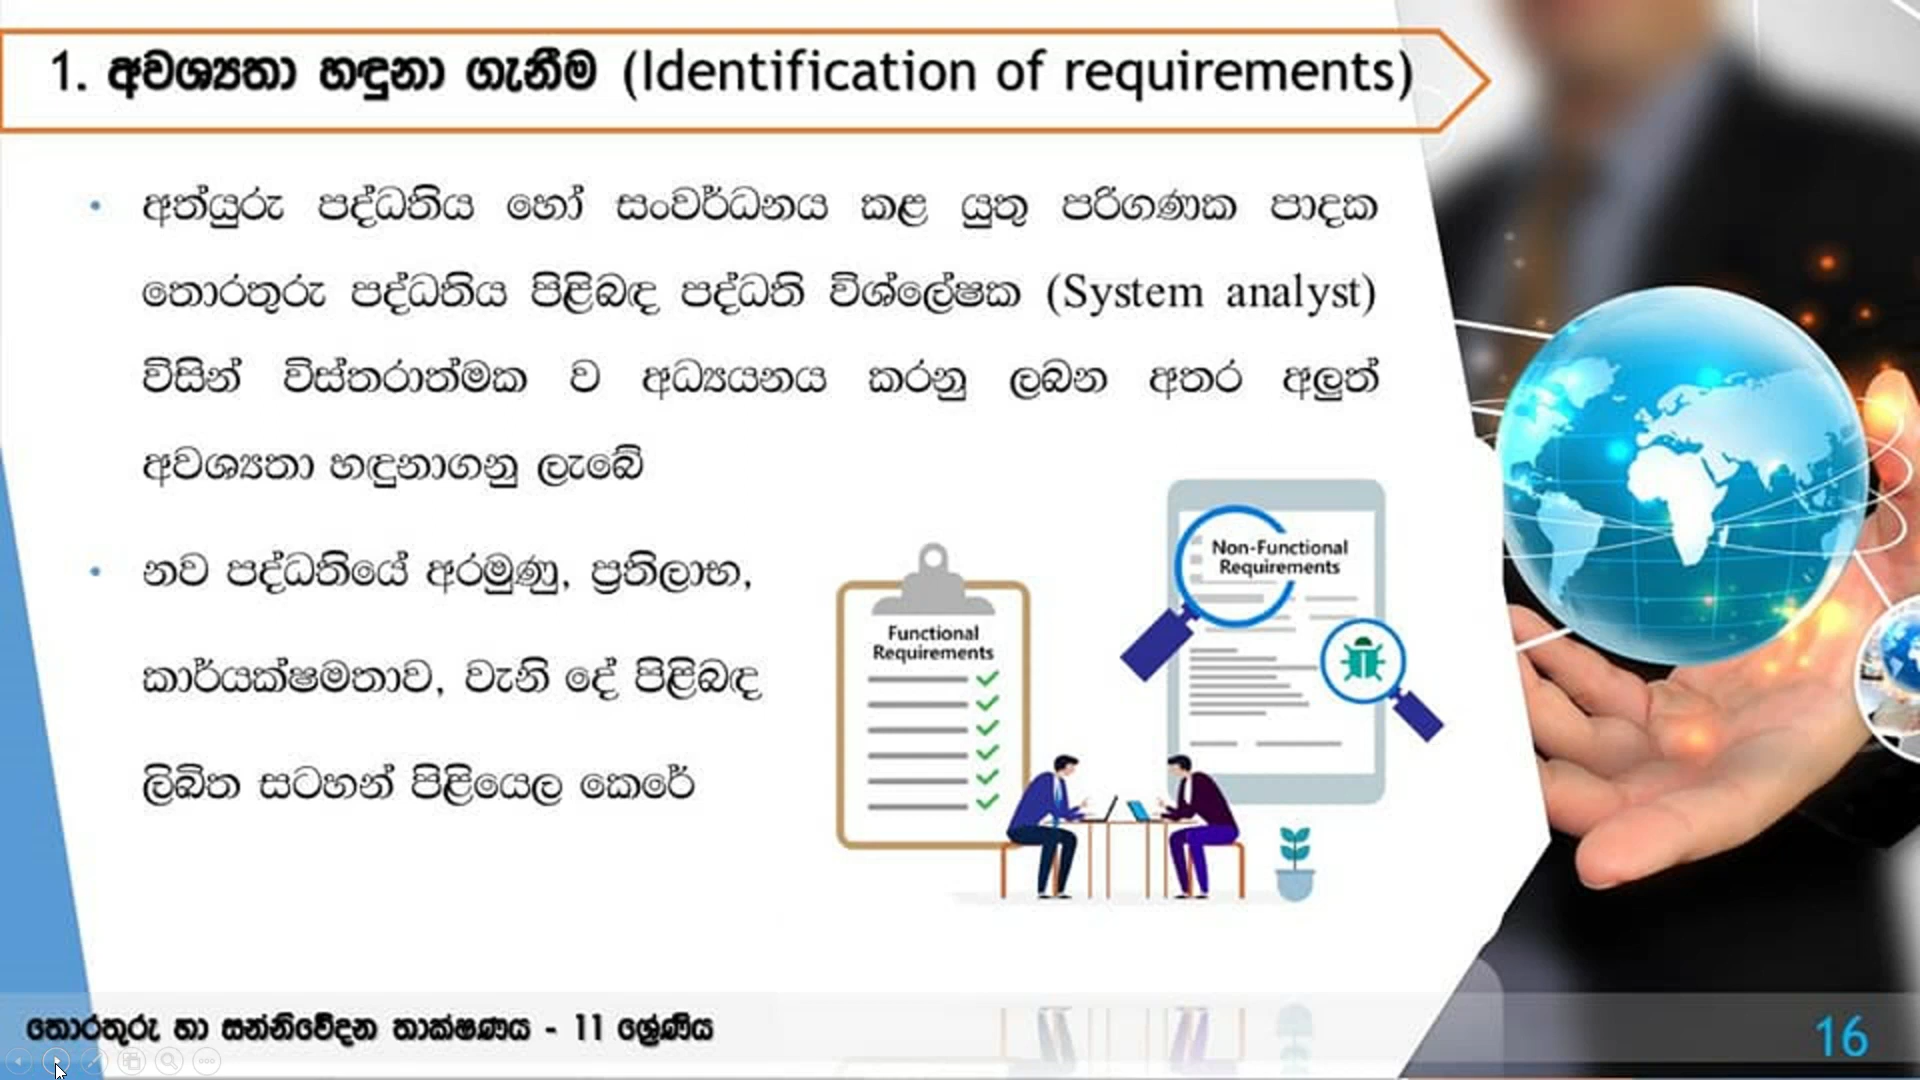 1. අවශ්‍යතා හඳුනා ගැනීම (Identification of requirements)
• අත්යුරු පද්ධතිය හෝ සංවර්ධනය කළ යුතු පරිගණක පාදක
තොරතුරු පද්ධතිය පිළිබඳ පද්ධති විශ්ලේෂක (System analyst)
විසින් විස්තරාත්මක ව අධ්‍යයනය කරනු ලබන අතර අලුත්
අවශ්‍යතා හඳුනාගනු ලැබේ
• නව පද්ධතියේ අරමුණු, ප්‍රතිලාභ,
කාර්යක්ෂමතාව, වැනි දේ පිළිබඳ
ලිඛිත සටහන් පිළියෙල කෙරේ
Non-Functional
Requirements
Functional
Requirements
තොරතුරු හා සන්නිවේදන තාක්ෂණය - 11 ශ්‍රේණිය
16